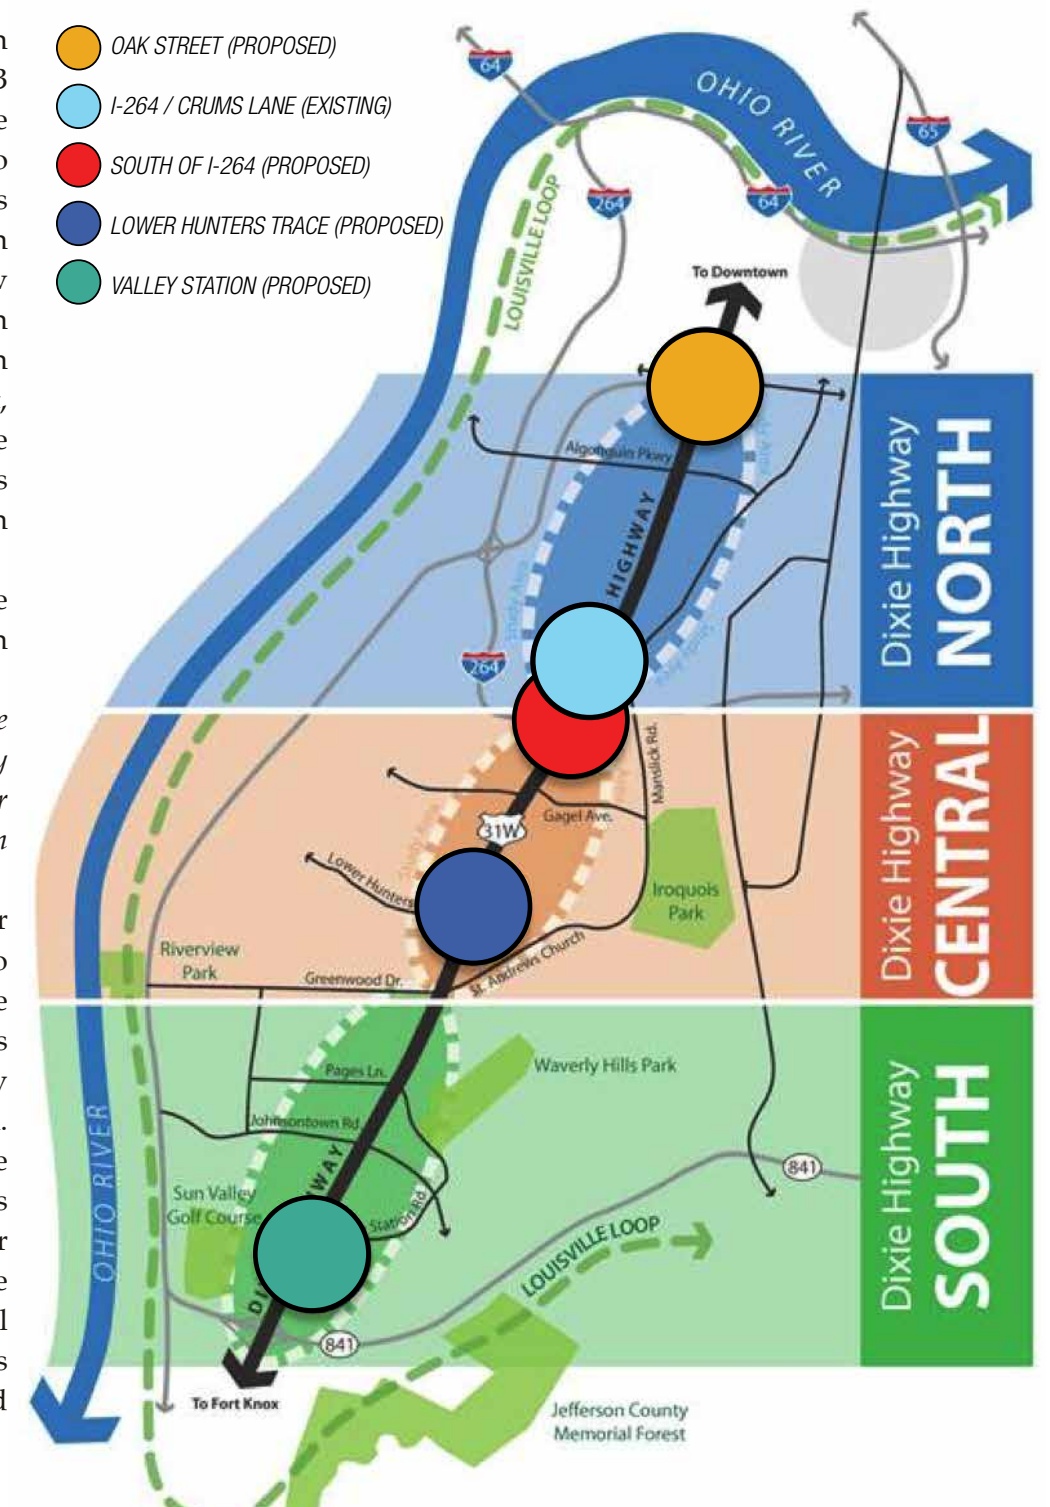 OAK STREET (PROPOSED)
I-264 / CRUMS LANE (EXISTING)
SOUTH OF I-264 (PROPOSED)
LOWER HUNTERS TRACE (PROPOSED)
VALLEY STATION (PROPOSED)
64
OHIO RIVER
65
264
64
LOUISVILLE LOOP
To Downtown
Algonquin Pkwy
HIGHWAY
Study Area
264
Dixie Highway
NORTH
Manslick Rd.
Gagel Ave.
31W
Lower Hunters
Iroquois
Park
Riverview
Park
Greenwood Dr.
St. Andrews Church
Dixie Highway
CENTRAL
Waverly Hills Park
Pages Ln.
Johnsontown Rd.
OHIO RIVER
Sun Valley
Golf Course
Station Rd.
841
LOUISVILLE LOOP
841
Dixie Highway
SOUTH
To Fort Knox
Jefferson County
Memorial Forest